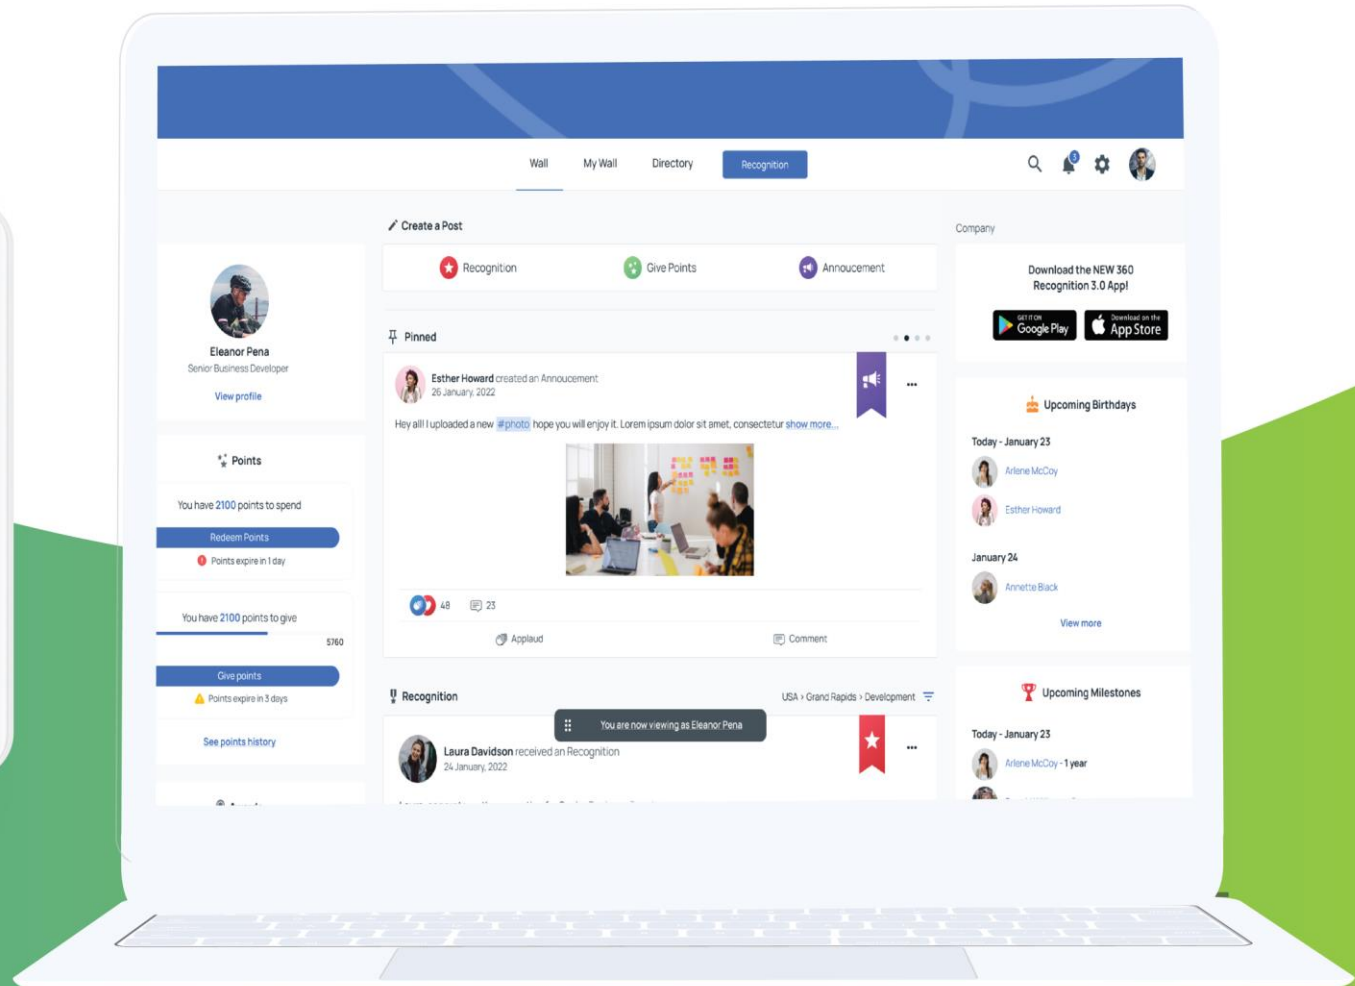 Wall
My Wall
Directory
Recognition
3
Create a Post
Recognition
Give Points
Annoucement
Eleanor Pena
Senior Business Developer
View profile
Points
You have 2100 points to spend
Redeem Points
Points expire in 1 day
You have 2100 points to give
5760
Give points
Points expire in 3 days
See points history
Pinned
Esther Howard created an Annoucement
26 January, 2022
Hey all! I uploaded a new #photo hope you will enjoy it. Lorem ipsum dolor sit amet, consectetur show more...
48
23
Applaud
Comment
Recognition
USA › Grand Rapids › Development
You are now viewing as Eleanor Pena
Laura Davidson received an Recognition
24 January, 2022
Company
Download the NEW 360
Recognition 3.0 App!
GET IT ON
Google Play
Download on the
App Store
Upcoming Birthdays
Today - January 23
Arlene McCoy
Esther Howard
January 24
Annette Black
View more
Upcoming Milestones
Today - January 23
Arlene McCoy - 1 year